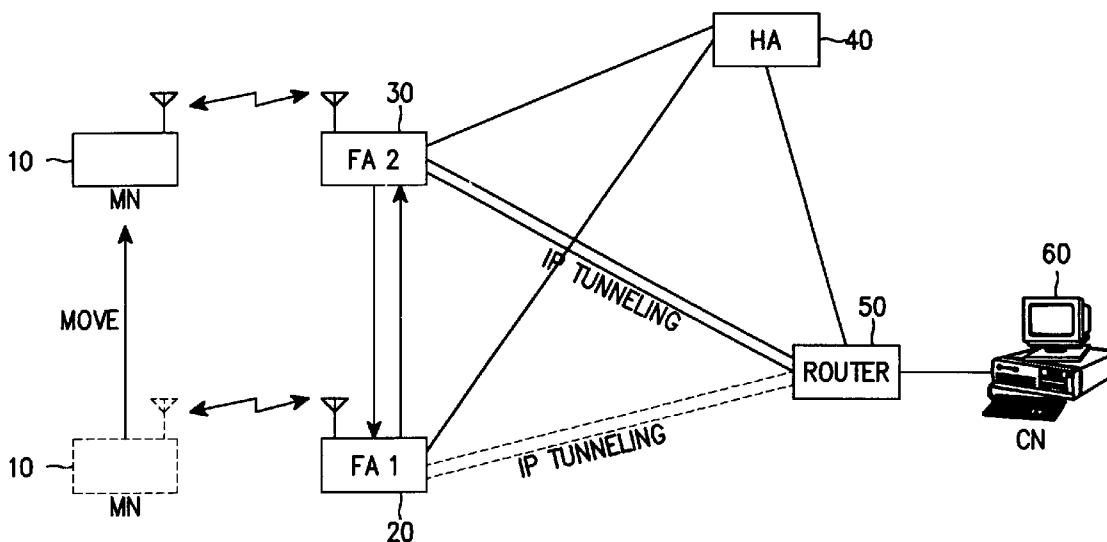 HA
40
30
10
FA 2
MN
IP TUNNELING
MOVE
60
50
ROUTER
CN
IP TUNNELING
10
FA 1
MN
20